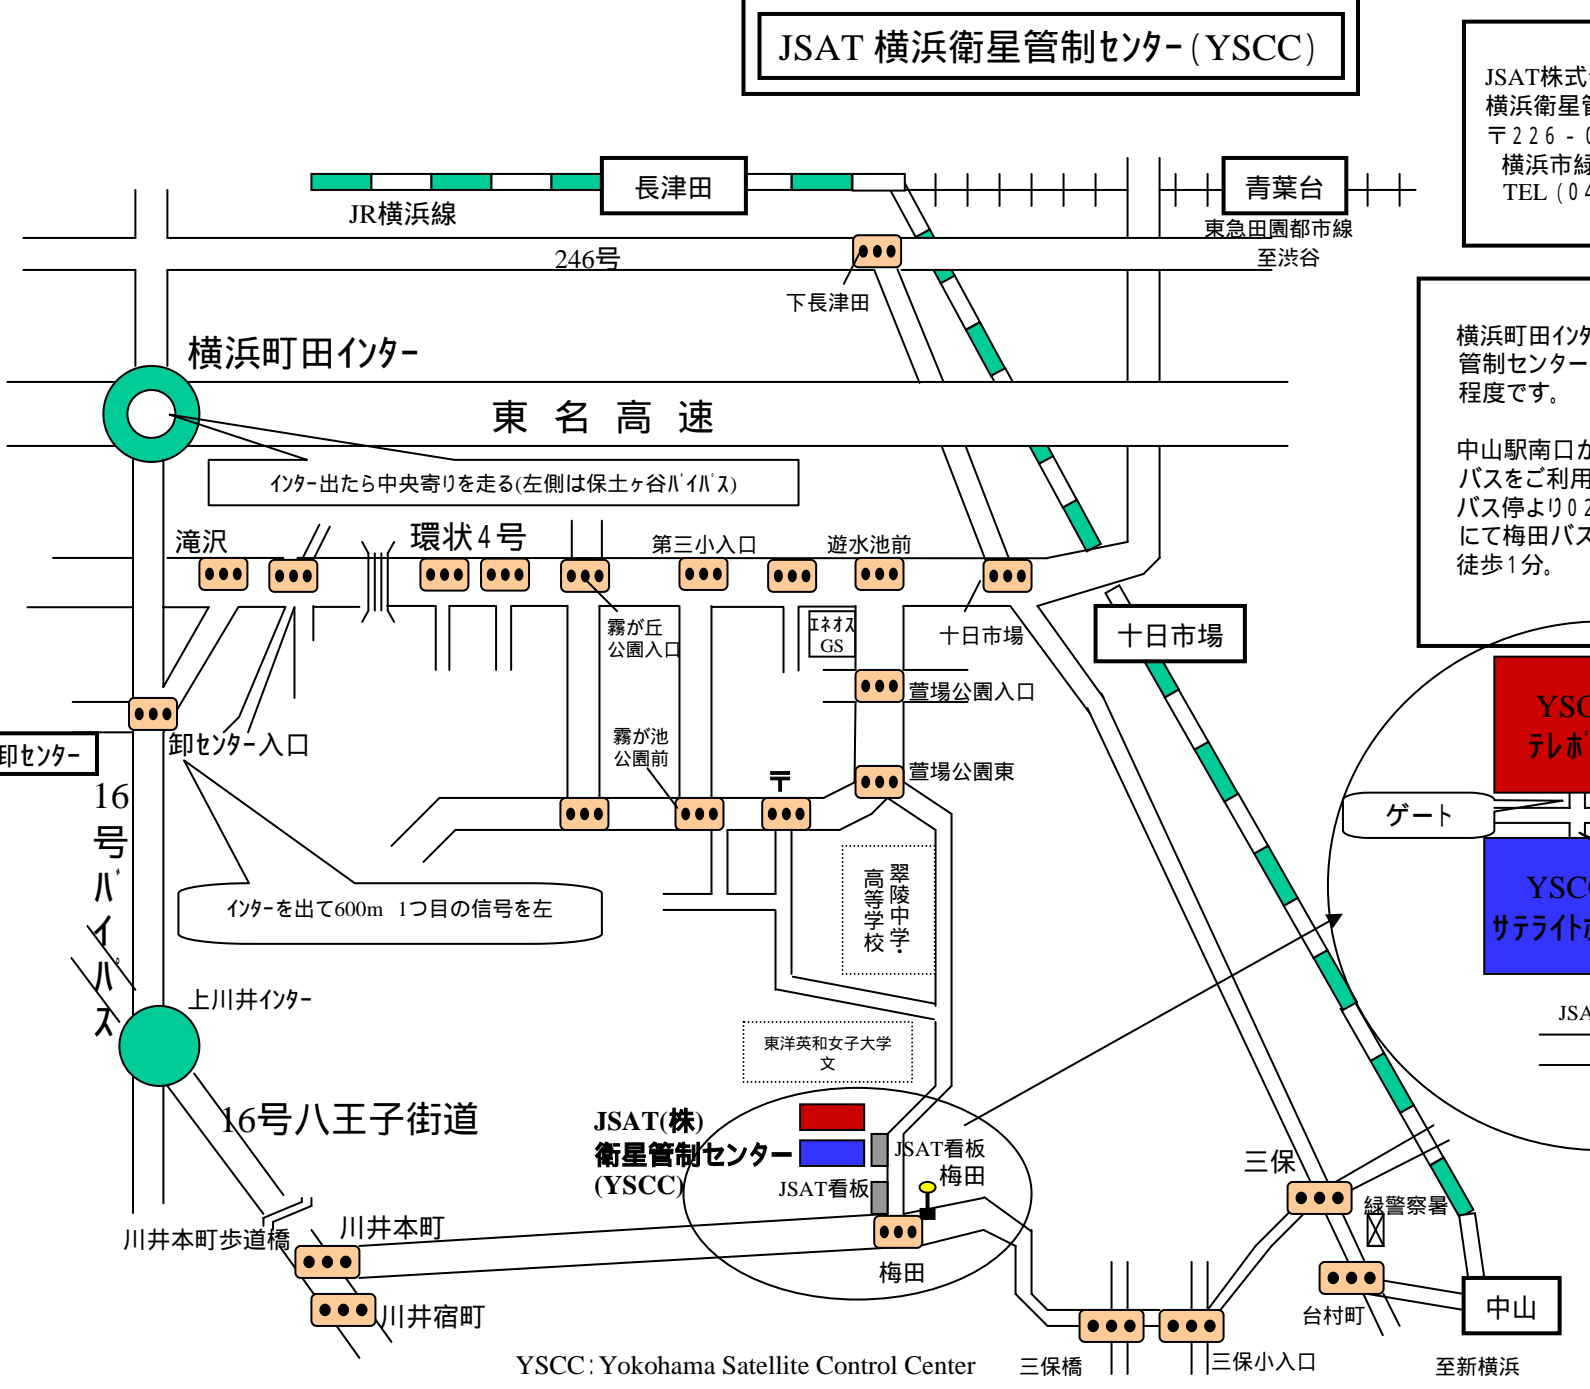 JSAT 横浜衛星管制センター(YSCC)
JSAT株式
横浜衛星
〒226-
横浜市緑
TEL (04
長津田
青葉台
JR横浜線
東急田園都市線
至渋谷
246号
下長津田
横浜町田インター
横浜町田インタ
管制センター
程度です。
東名高速
中山駅南口か
バスをご利用
バス停より02
にて梅田バス
徒歩1分。
インター出たら中央寄りを走る(左側は保土ヶ谷バイパス)
滝沢
環状4号
第三小入口
遊水池前
霧が丘
公園入口
エネオス
GS
十日市場
十日市場
萱場公園入口
卸センター
卸センター入口
霧が池
公園前
〒
萱場公園東
YSC
テレポ
ゲート
16号バイパス
翠陵中学・
高等学校
インターを出て600m 1つ目の信号を左
YSCC
サテライト
上川井インター
JSA
東洋英和女子大学
文
16号八王子街道
JSAT(株)
衛星管制センター
(YSCC)
JSAT看板
梅田
JSAT看板
三保
緑警察署
川井本町歩道橋
川井本町
梅田
川井宿町
台村町
中山
YSCC:Yokohama Satellite Control Center
三保橋
三保小入口
至新横浜